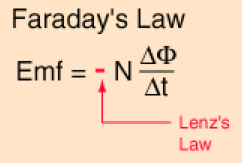 Faraday's Law
Emf = - N ΔΦ/Δt
Lenz's
Law